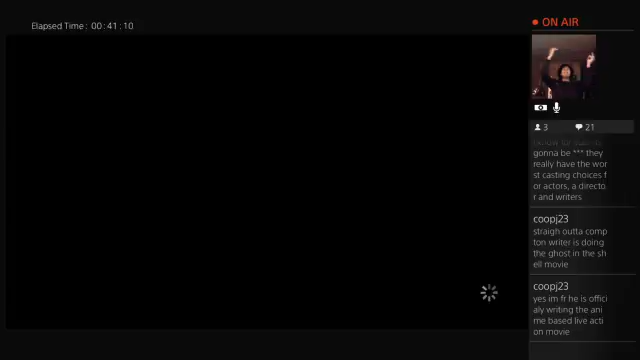 Elapsed Time : 00:41:10
ON AIR
3
21
gonna be *** they
really have the wor
st casting choices f
or actors, a directo
r and writers
coopj23
straigh outta comp
ton writer is doing
the ghost in the sh
ell movie
coopj23
yes im fr he is offici
aly writing the ani
me based live acti
on movie